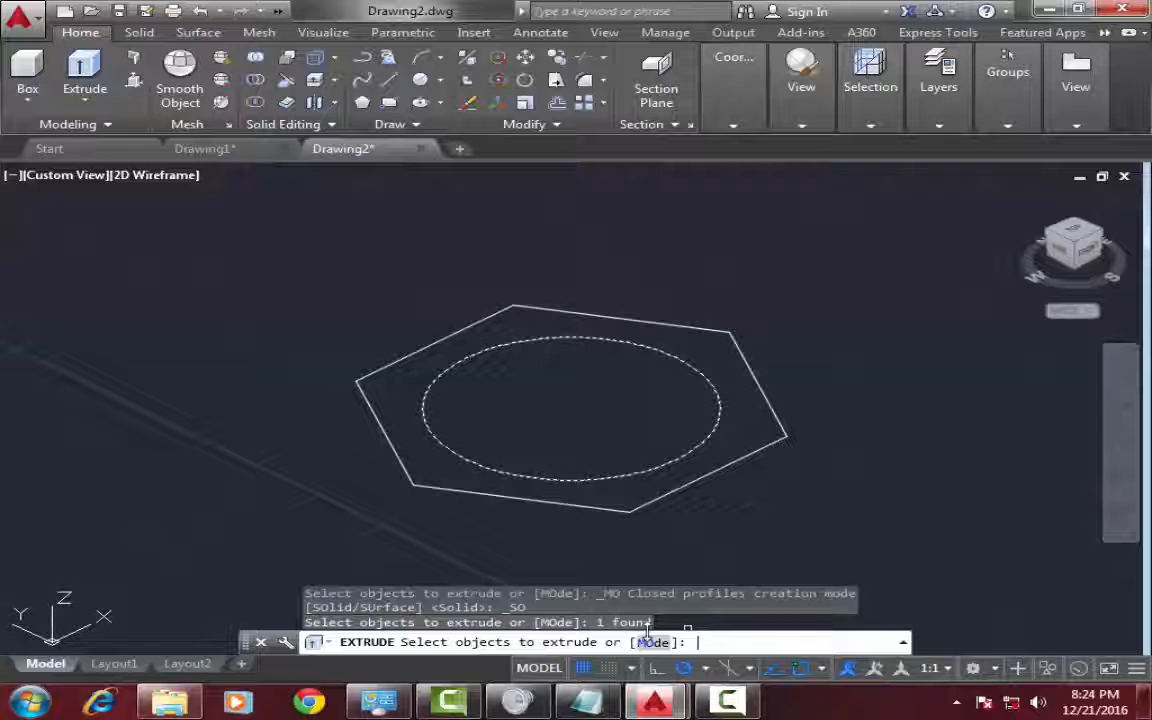 Drawing2.dwg
Type a keyword or phrase
Sign In
Home Solid Surface Mesh Visualize Parametric Insert Annotate View Manage Output Add-ins A360 Express Tools Featured Apps
Box
Extrude
Smooth
Object
Section
Plane
Coor...
View
Selection
Layers
Groups
View
Modeling
Mesh
Solid Editing
Draw
Modify
Section
Start
Drawing1*
Drawing2*
[−][Custom View][2D Wireframe]
TOP
W
S
Z
Y
X
Select objects to extrude or [MOde]: _MO Closed profiles creation mode
[SOlid/SUrface] <Solid>: _SO
Select objects to extrude or [MOde]: 1 found
EXTRUDE Select objects to extrude or [MOde]:
Model
Layout1
Layout2
MODEL
1:1
8:24 PM
12/21/2016